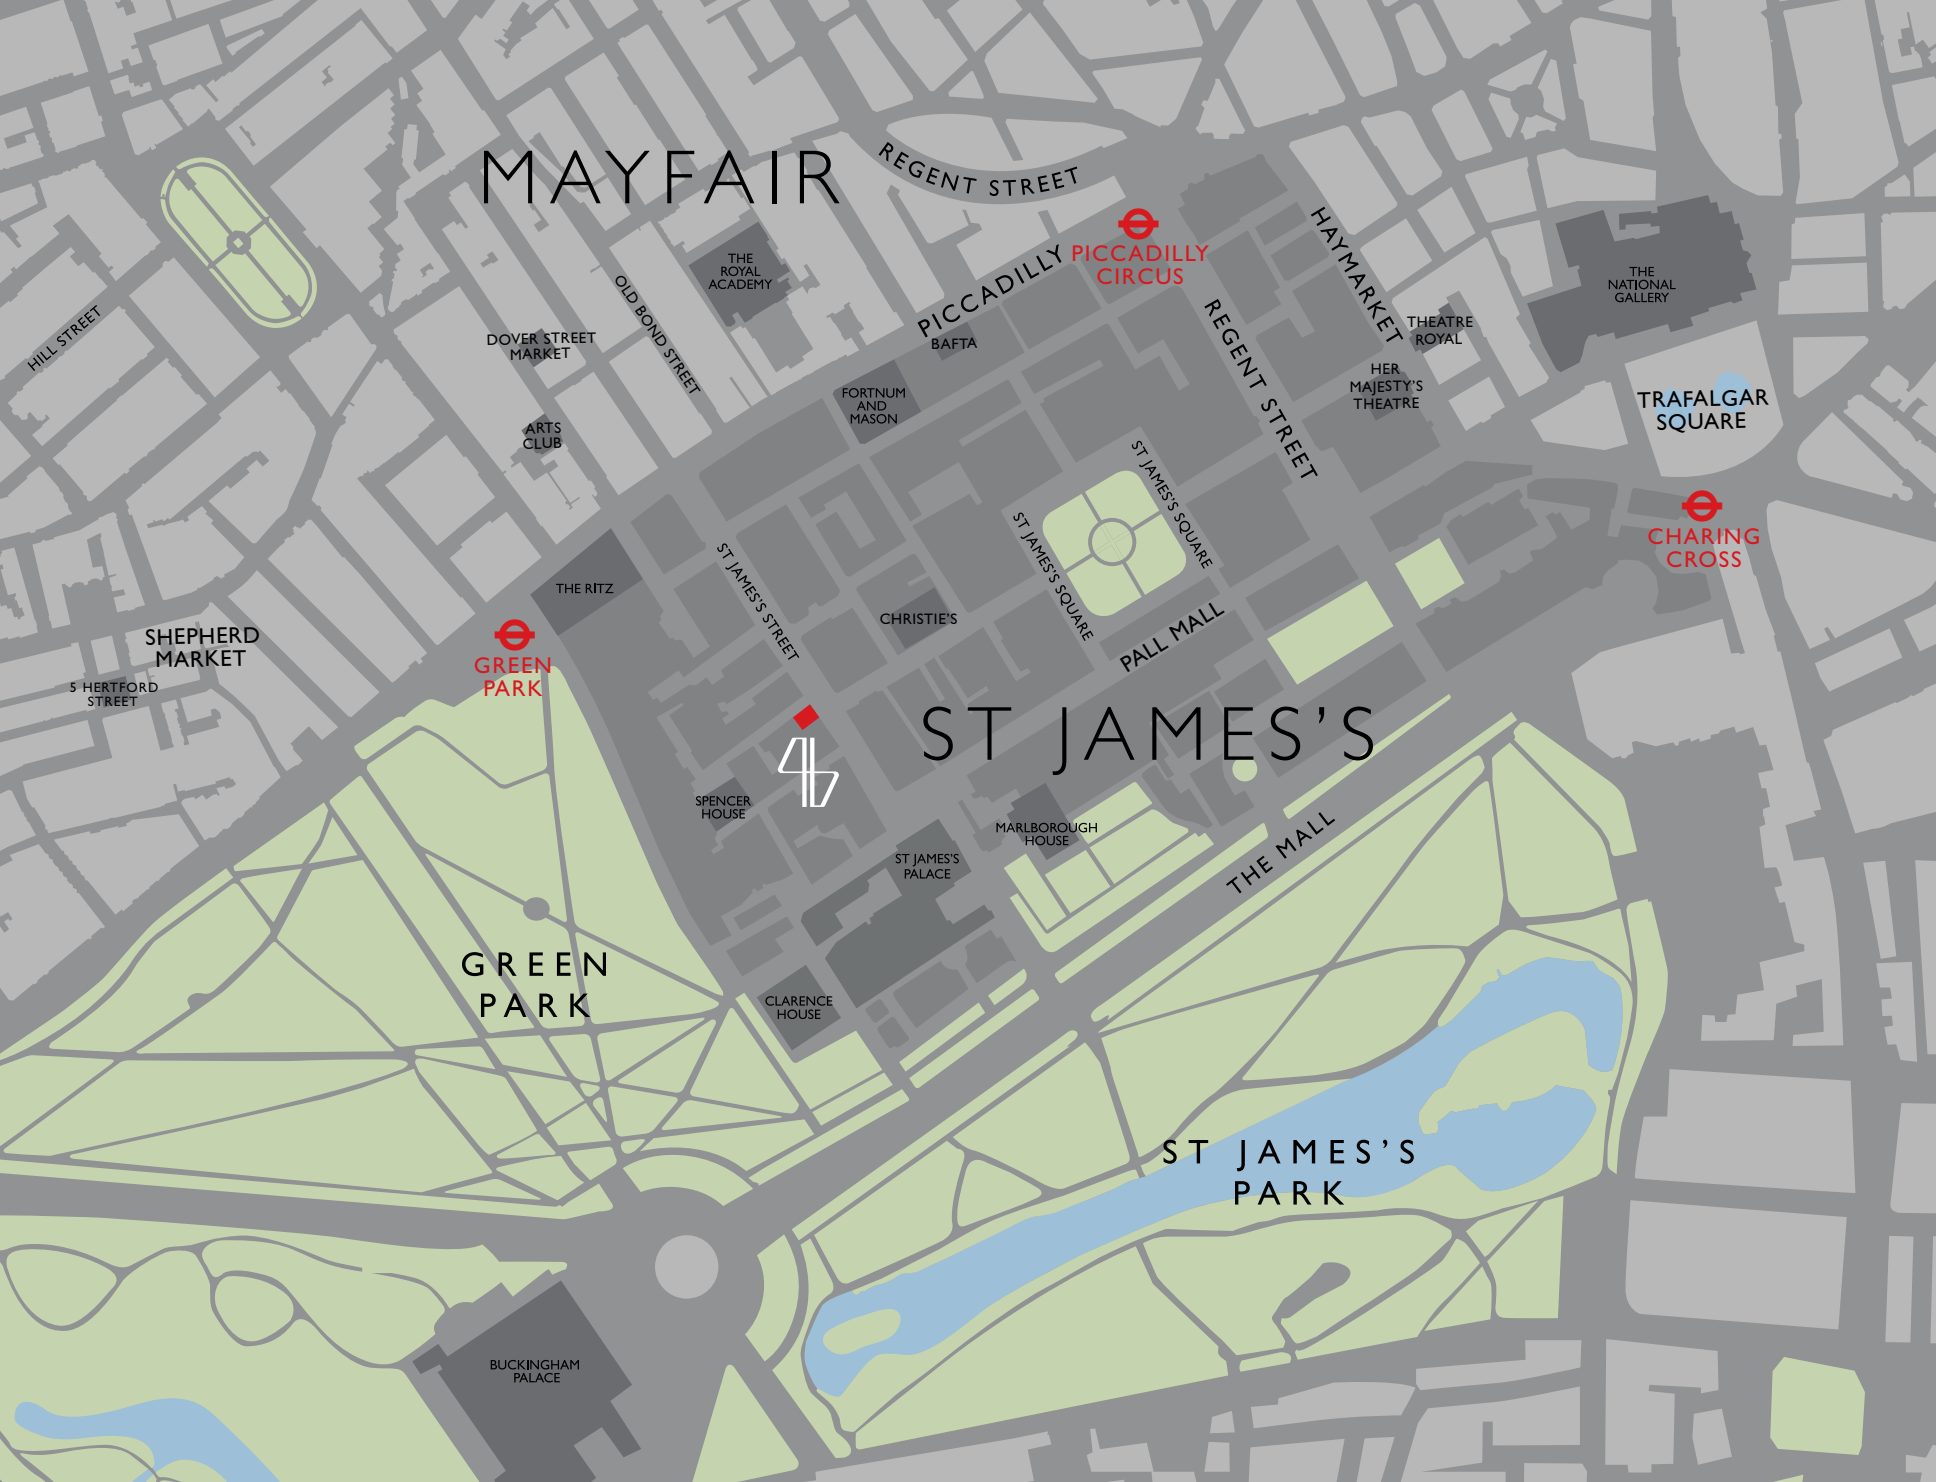 MAYFAIR
REGENT STREET
PICCADILLY
CIRCUS
HAYMARKET
THE
ROYAL
ACADEMY
PICCADILLY
BAFTA
THE
NATIONAL
GALLERY
HILL STREET
DOVER STREET
MARKET
OLD BOND STREET
REGENT STREET
THEATRE
ROYAL
HER
MAJESTY'S
THEATRE
FORTNUM
AND
MASON
TRAFALGAR
SQUARE
ARTS
CLUB
ST JAMES'S SQUARE
ST JAMES'S SQUARE
CHARING
CROSS
THE RITZ
ST JAMES'S STREET
CHRISTIE'S
PALL MALL
SHEPHERD
MARKET
5 HERTFORD
STREET
GREEN
PARK
ST JAMES'S
SPENCER
HOUSE
MARLBOROUGH
HOUSE
THE MALL
ST JAMES'S
PALACE
GREEN
PARK
CLARENCE
HOUSE
ST JAMES'S
PARK
BUCKINGHAM
PALACE